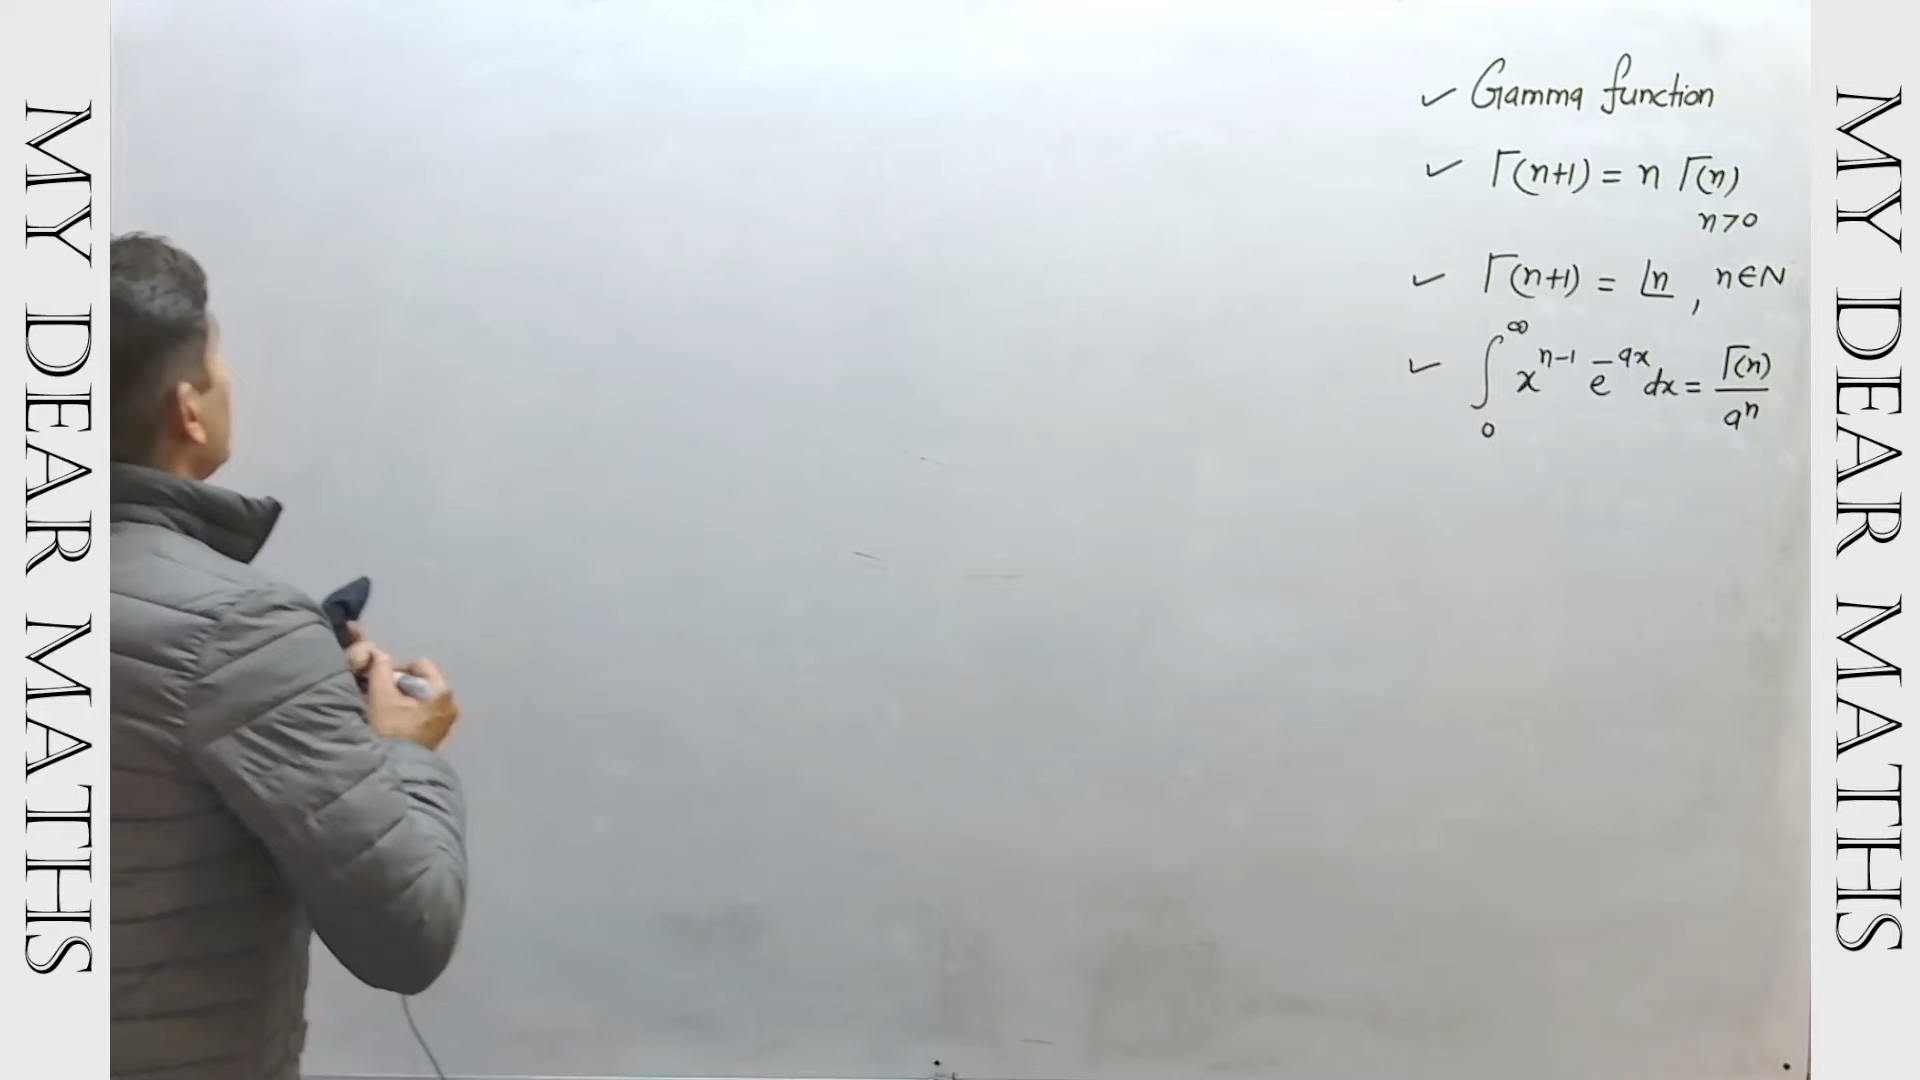 MY DEAR MATHS
✓ Gamma function
✓ Γ(n+1) = n Γ(n)
n>0
✓ Γ(n+1) = |n̲ , n∈N
✓ ∫₀^∞ x^{n-1} e^{-ax} dx = Γ(n)/a^n
MY DEAR MATHS